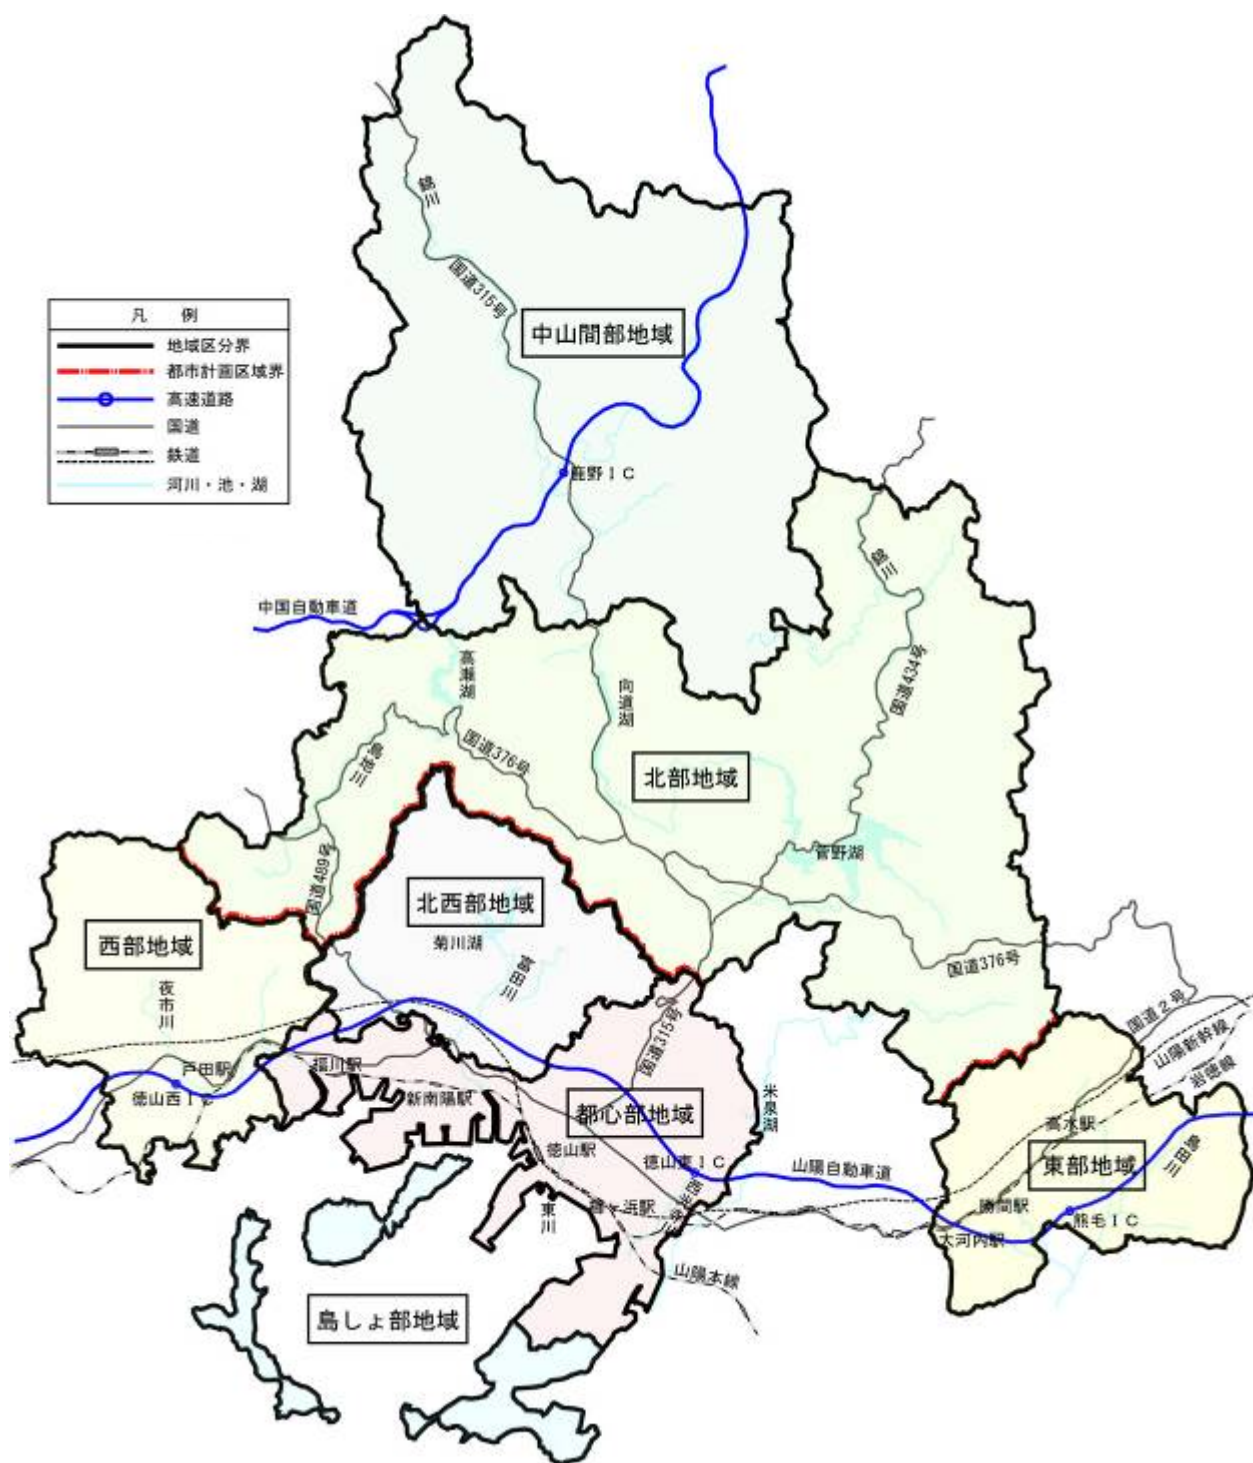 凡 例
地域区分界
都市計画区域界
高速道路
国道
鉄道
河川・池・湖
錦川
国道315号
中山間部地域
鹿野IC
中国自動車道
錦川
高瀬湖
向道湖
国道434号
島地川
国道376号
北部地域
菅野湖
国道489号
北西部地域
菊川湖
富田川
西部地域
夜市川
国道376号
国道2号
山陽新幹線
岩徳線
国道315号
戸田駅
福川駅
徳山西IC
新南陽駅
都心部地域
米泉湖
高水駅
徳山駅
徳山東IC
山陽自動車道
東部地域
島田川
東川
櫛ヶ浜駅
勝間駅
熊毛IC
大河内駅
山陽本線
島しょ部地域